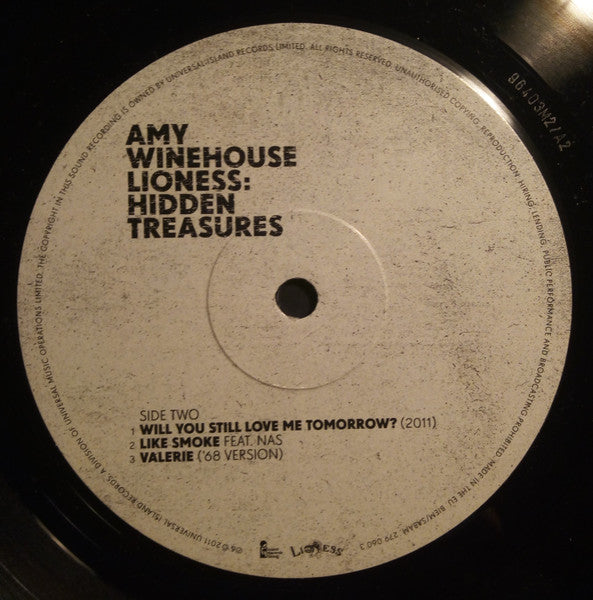 AMY
WINEHOUSE
LIONESS:
HIDDEN
TREASURES
SIDE TWO
1 WILL YOU STILL LOVE ME TOMORROW? (2011)
2 LIKE SMOKE FEAT. NAS
3 VALERIE ('68 VERSION)
℗ © 2011 UNIVERSAL ISLAND RECORDS, A DIVISION OF UNIVERSAL MUSIC OPERATIONS LIMITED. THE COPYRIGHT IN THIS SOUND RECORDING IS OWNED BY UNIVERSAL ISLAND RECORDS LIMITED. ALL RIGHTS RESERVED. UNAUTHORISED COPYING, REPRODUCTION, HIRING, LENDING, PUBLIC PERFORMANCE AND BROADCASTING PROHIBITED. MADE IN THE EU. BIEM/SABAM. 279 060 3
LIONESS
96403M2/A2